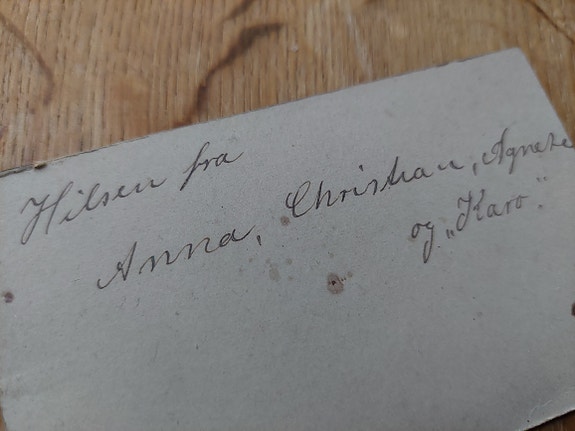 Hilsen fra
Anna, Christian, Agnete
og „Karo".